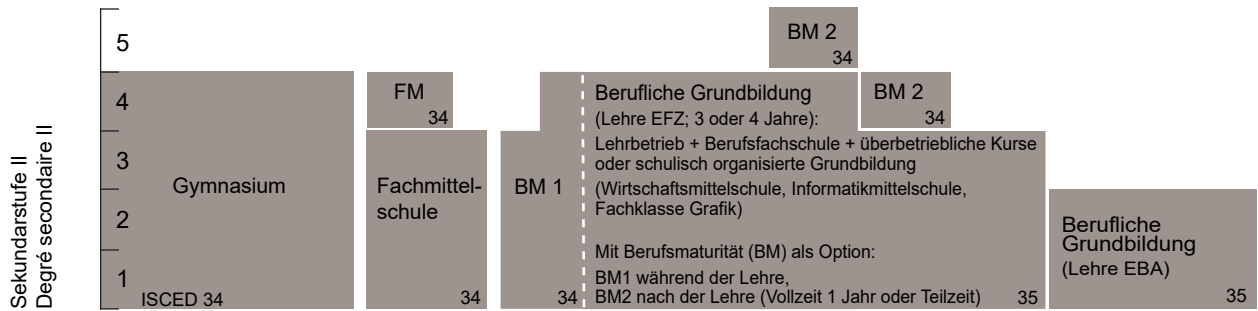 Sekundarstufe II
Degré secondaire II
5
4
3
2
1
Gymnasium
ISCED 34
FM
34
Fachmittel-
schule
34
BM 1
34
BM 2
34
Berufliche Grundbildung
(Lehre EFZ; 3 oder 4 Jahre):
Lehrbetrieb + Berufsfachschule + überbetriebliche Kurse
oder schulisch organisierte Grundbildung
(Wirtschaftsmittelschule, Informatikmittelschule,
Fachklasse Grafik)
Mit Berufsmaturität (BM) als Option:
BM1 während der Lehre,
BM2 nach der Lehre (Vollzeit 1 Jahr oder Teilzeit)
35
BM 2
34
Berufliche
Grundbildung
(Lehre EBA)
35